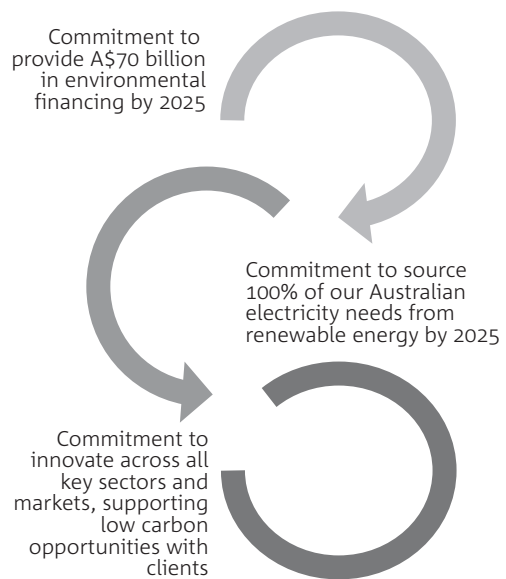 Commitment to
provide A$70 billion
in environmental
financing by 2025
Commitment to source
100% of our Australian
electricity needs from
renewable energy by 2025
Commitment to
innovate across all
key sectors and
markets, supporting
low carbon
opportunities with
clients